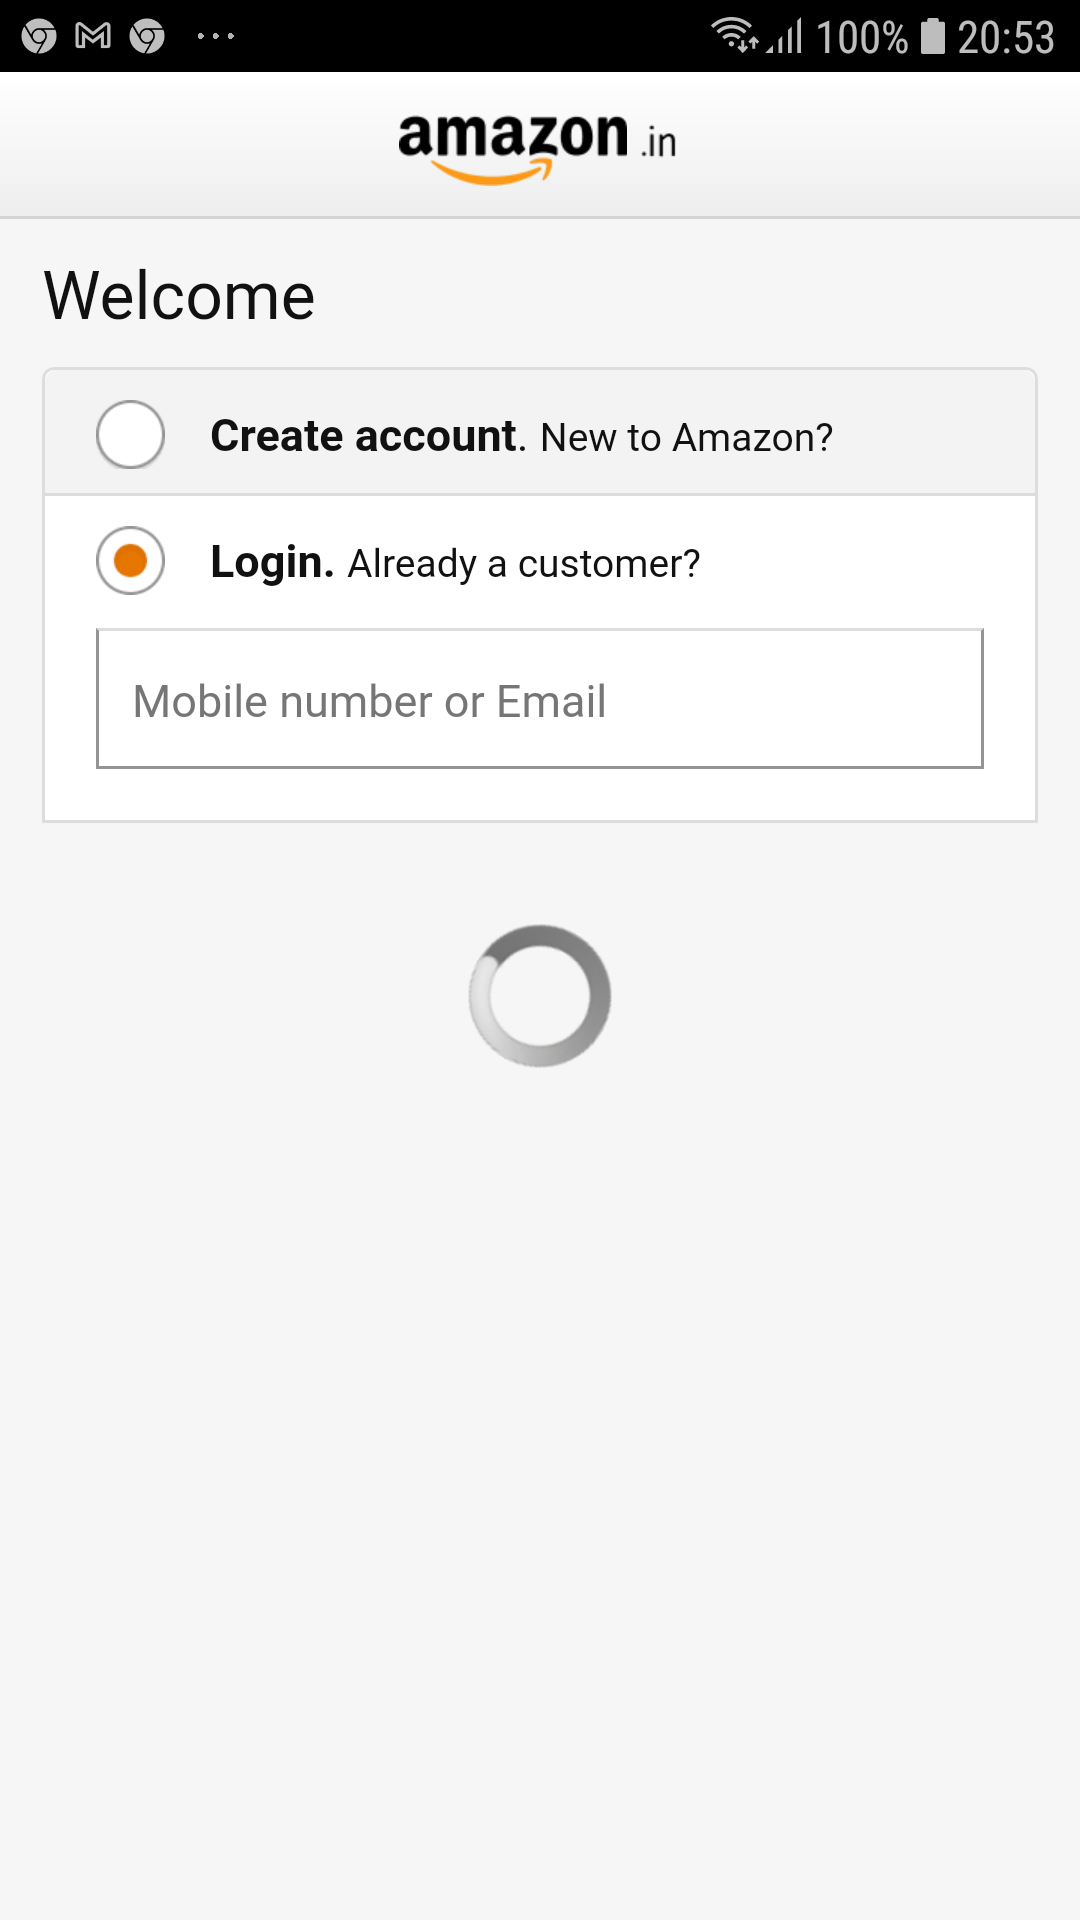 100% 20:53
amazon.in
Welcome
Create account. New to Amazon?
Login. Already a customer?
Mobile number or Email